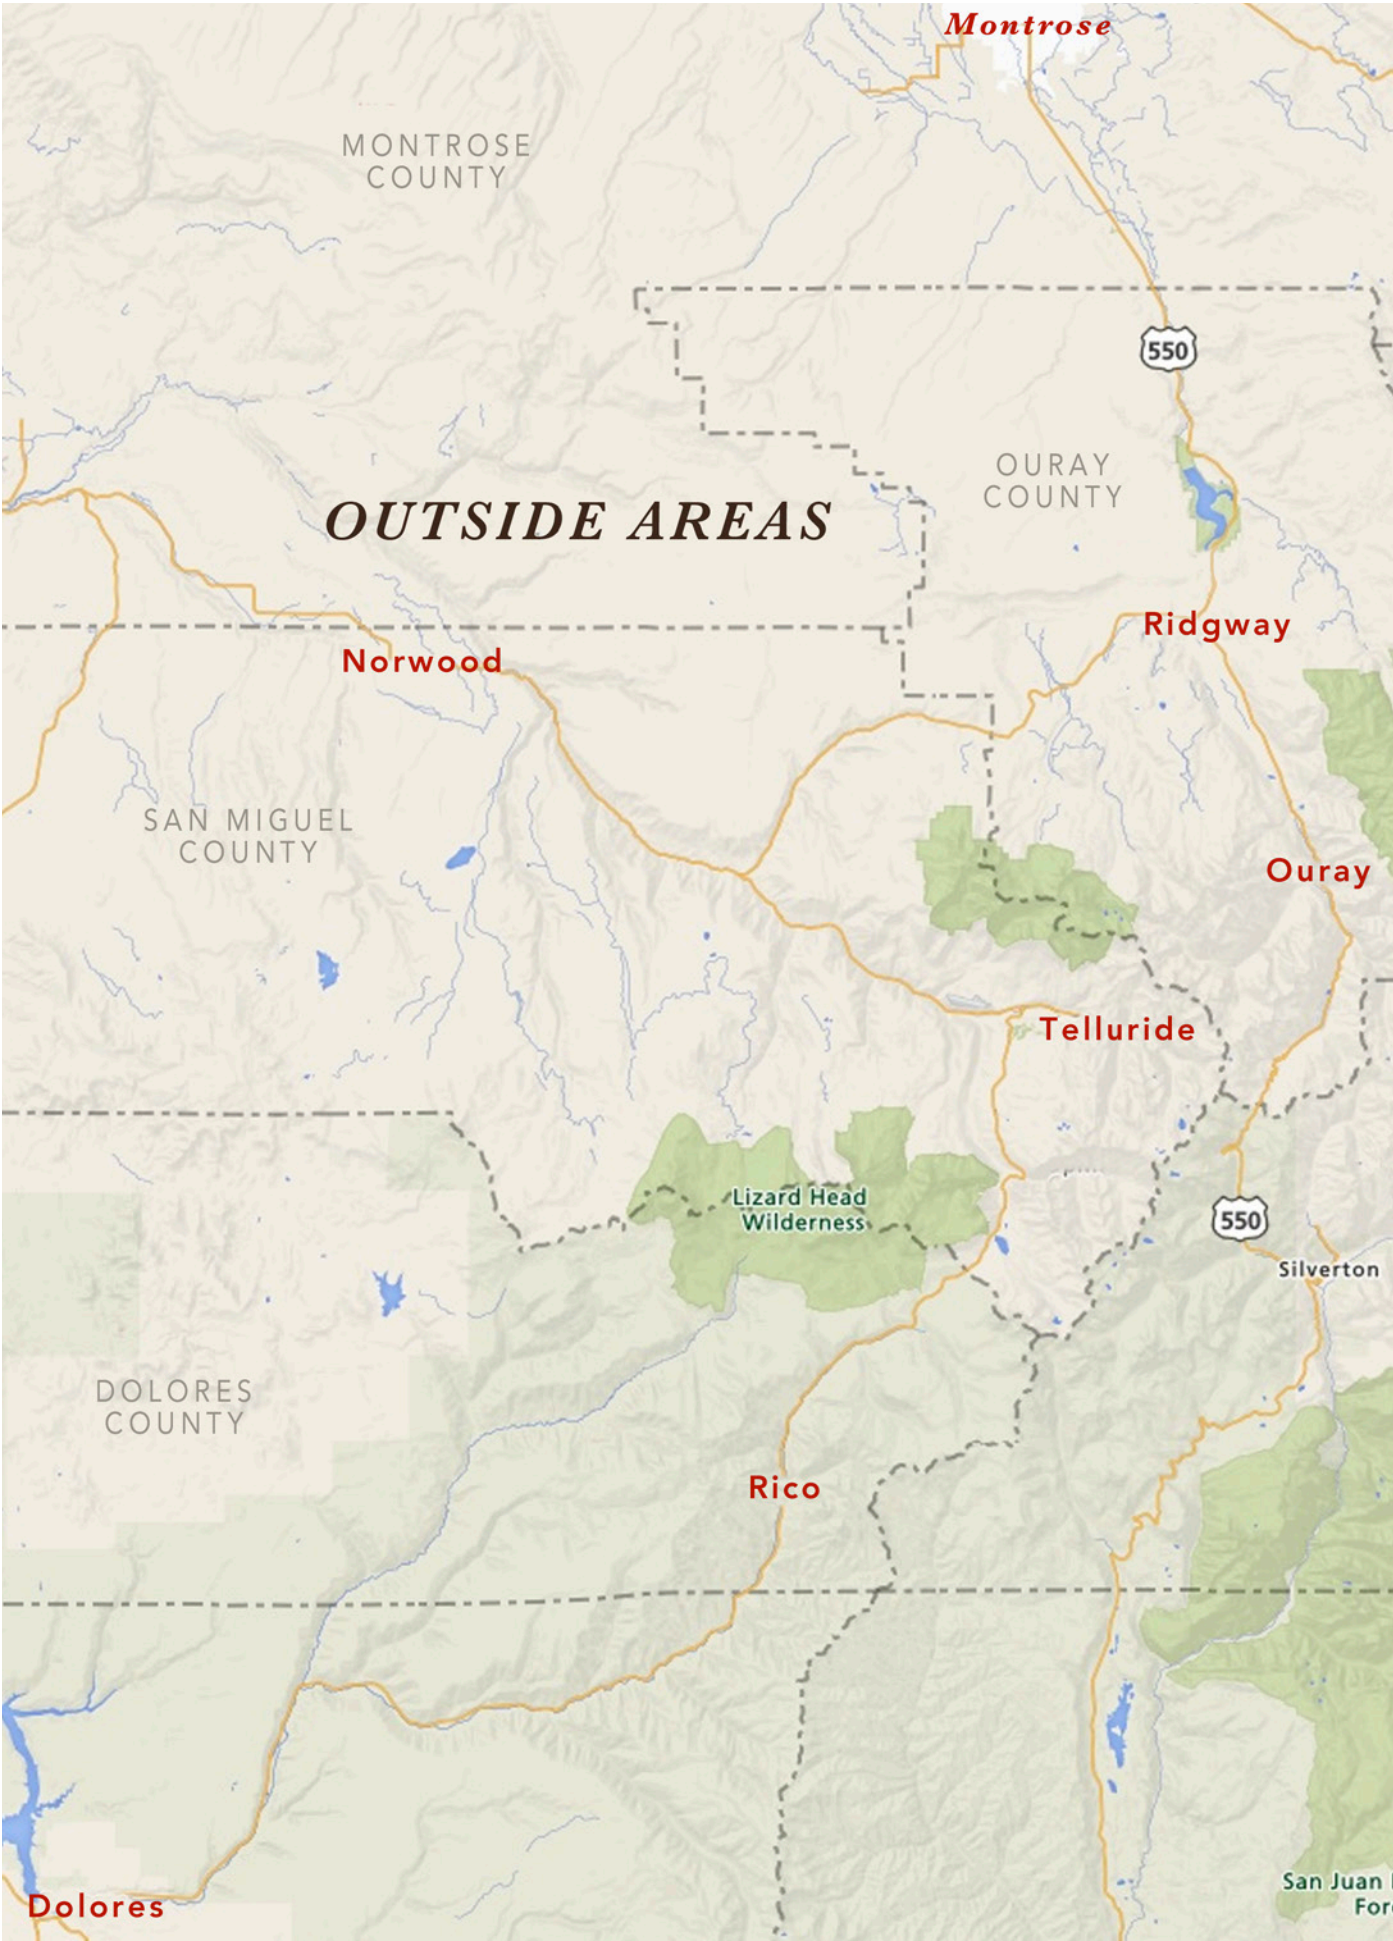 Montrose
MONTROSE
COUNTY
550
OURAY
COUNTY
OUTSIDE AREAS
Ridgway
Norwood
SAN MIGUEL
COUNTY
Ouray
Telluride
Lizard Head
Wilderness
550
Silverton
DOLORES
COUNTY
Rico
San Juan
Dolores